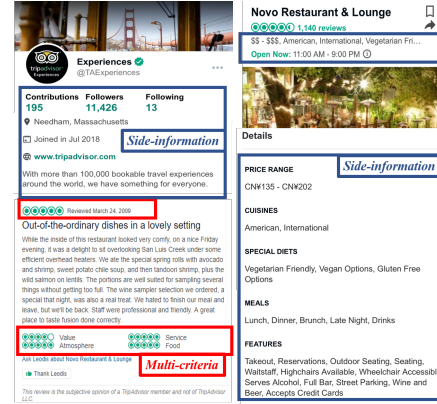 tripadvisor
Experiences
Experiences
@TAExperiences
Contributions Followers Following
195 11,426 13
Needham, Massachusetts
Joined in Jul 2018
Side-information
www.tripadvisor.com
With more than 100,000 bookable travel experiences
around the world, we have something for everyone.
Reviewed March 24, 2009
Out-of-the-ordinary dishes in a lovely setting
While the inside of this restaurant looked very comfy, on a nice Friday
evening, it was a delight to sit overlooking San Luis Creek under some
efficient overhead heaters. We ate the special spring rolls with avocado
and shrimp, sweet potato chile soup, and then tandoori shrimp, plus the
wild salmon on lentils. The portions are well suited for sampling several
things without getting too full. The wine sampler selection we ordered, a
special that night, was also a real treat. We hated to finish our meal and
leave, but we'll be back. Staff were professional and friendly. A great
place to taste fusion done correctly.
Value Service
Atmosphere Food
Ask Leedis about Novo Restaurant & Lounge
Multi-criteria
Thank Leedis
This review is the subjective opinion of a TripAdvisor member and not of TripAdvisor
LLC.
Novo Restaurant & Lounge
1,140 reviews
$$ - $$$, American, International, Vegetarian Fri...
Open Now: 11:00 AM - 9:00 PM
Details
Side-information
PRICE RANGE
CN¥135 - CN¥202
CUISINES
American, International
SPECIAL DIETS
Vegetarian Friendly, Vegan Options, Gluten Free
Options
MEALS
Lunch, Dinner, Brunch, Late Night, Drinks
FEATURES
Takeout, Reservations, Outdoor Seating, Seating,
Waitstaff, Highchairs Available, Wheelchair Accessibl
Serves Alcohol, Full Bar, Street Parking, Wine and
Beer, Accepts Credit Cards